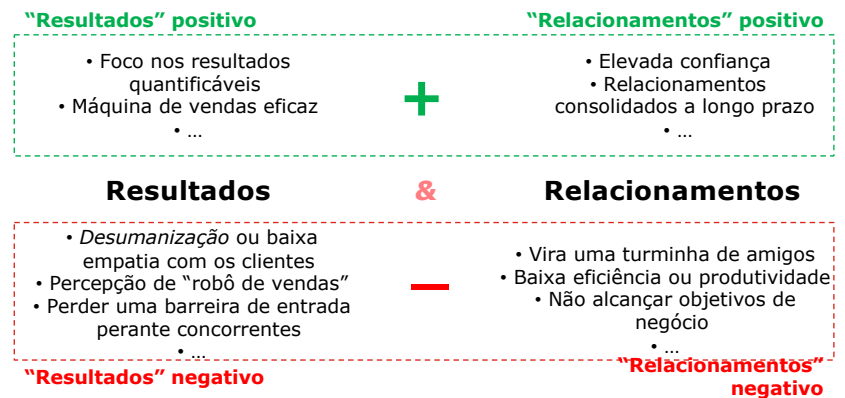 “Resultados” positivo
“Relacionamentos” positivo
• Foco nos resultados
quantificáveis
• Máquina de vendas eficaz
• ...
+
• Elevada confiança
• Relacionamentos
consolidados a longo prazo
• ...
Resultados
&
Relacionamentos
• Desumanização ou baixa
empatia com os clientes
• Percepção de “robô de vendas”
• Perder uma barreira de entrada
perante concorrentes
• ...
–
• Vira uma turminha de amigos
• Baixa eficiência ou produtividade
• Não alcançar objetivos de
negócio
• ...
“Resultados” negativo
“Relacionamentos”
negativo